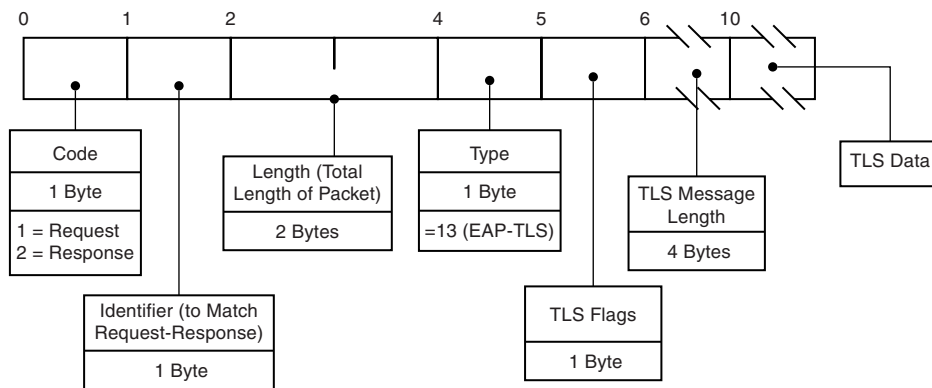 0 1 2 4 5 6 10
Code
1 Byte
1 = Request
2 = Response
Identifier (to Match
Request-Response)
1 Byte
Length (Total
Length of Packet)
2 Bytes
Type
1 Byte
=13 (EAP-TLS)
TLS Flags
1 Byte
TLS Message
Length
4 Bytes
TLS Data